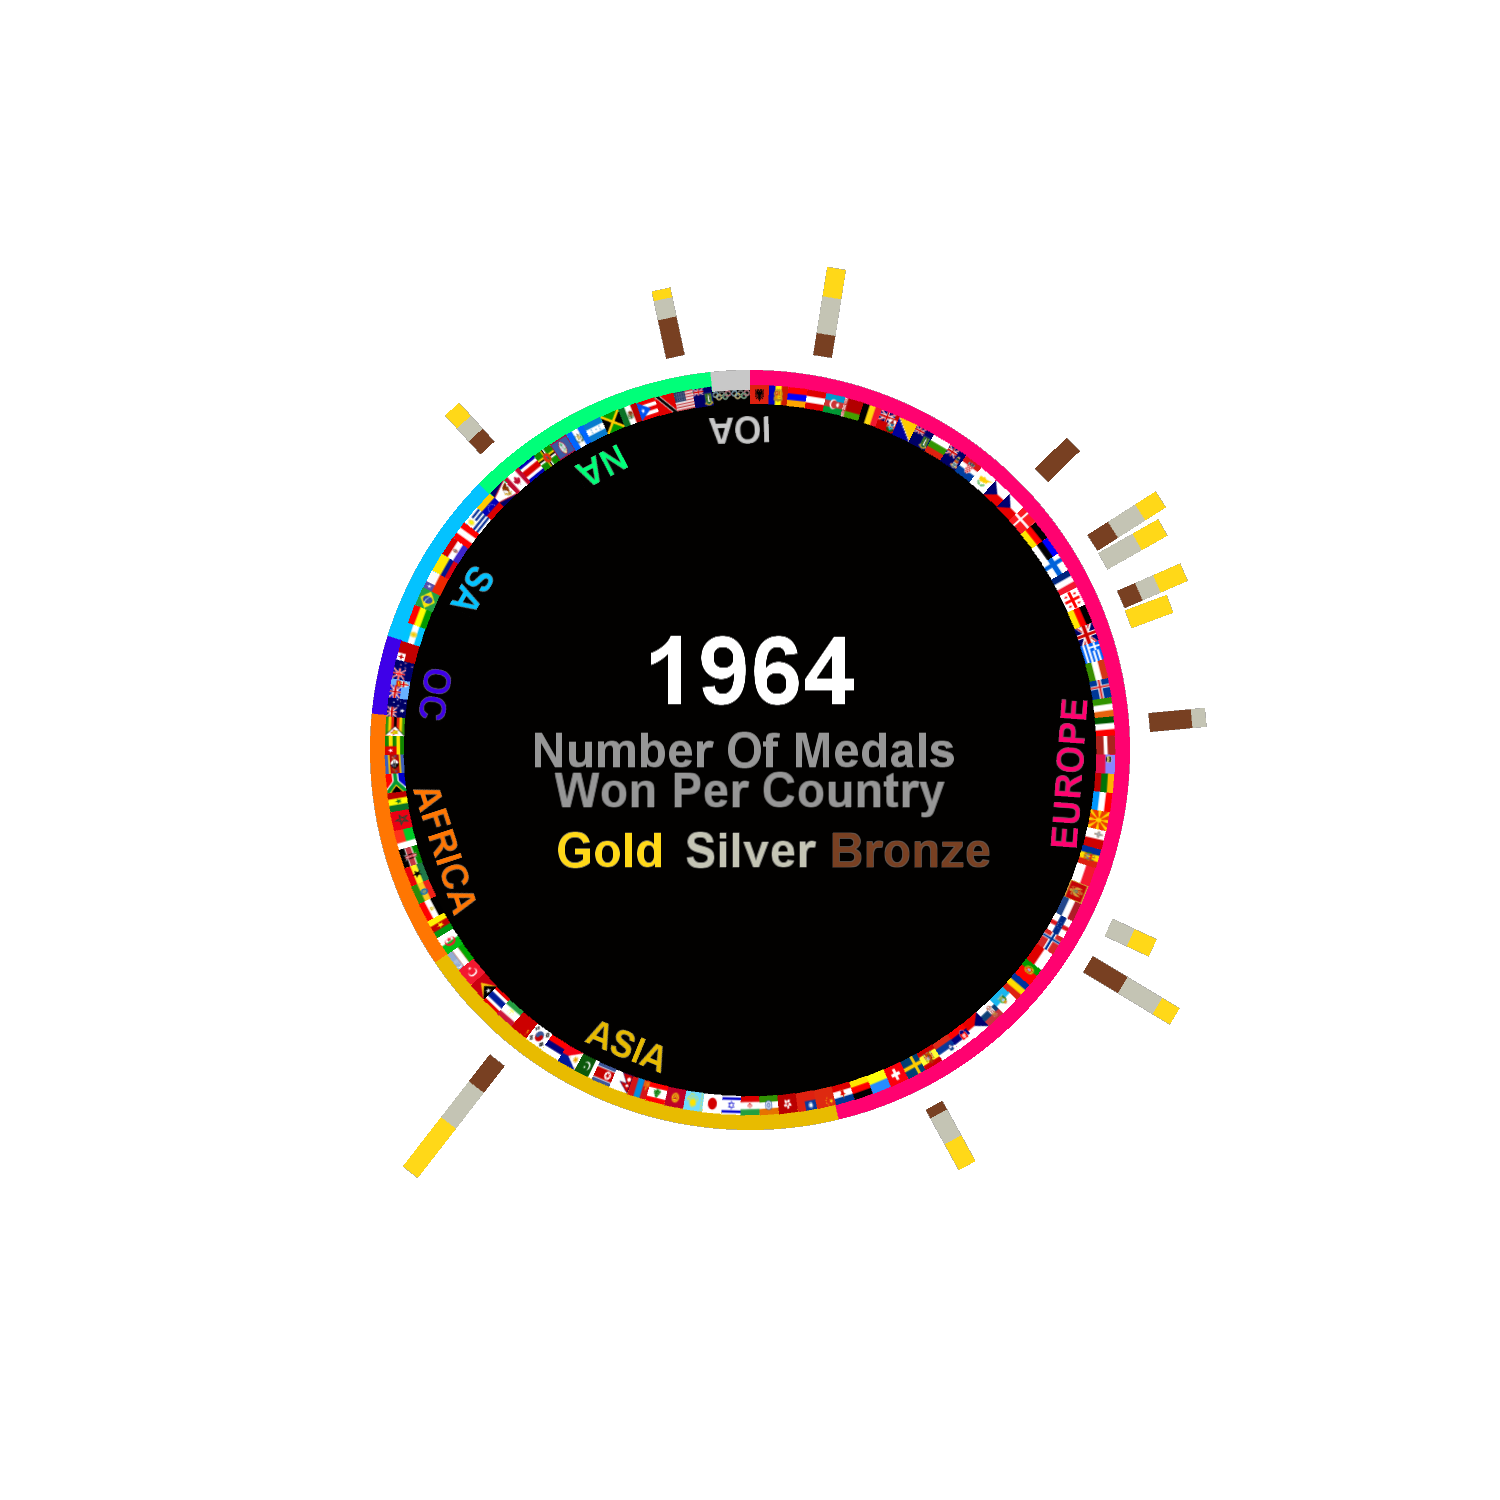 IOA
NA
SA
OC
EUROPE
AFRICA
ASIA
1964
Number Of Medals
Won Per Country
Gold Silver Bronze